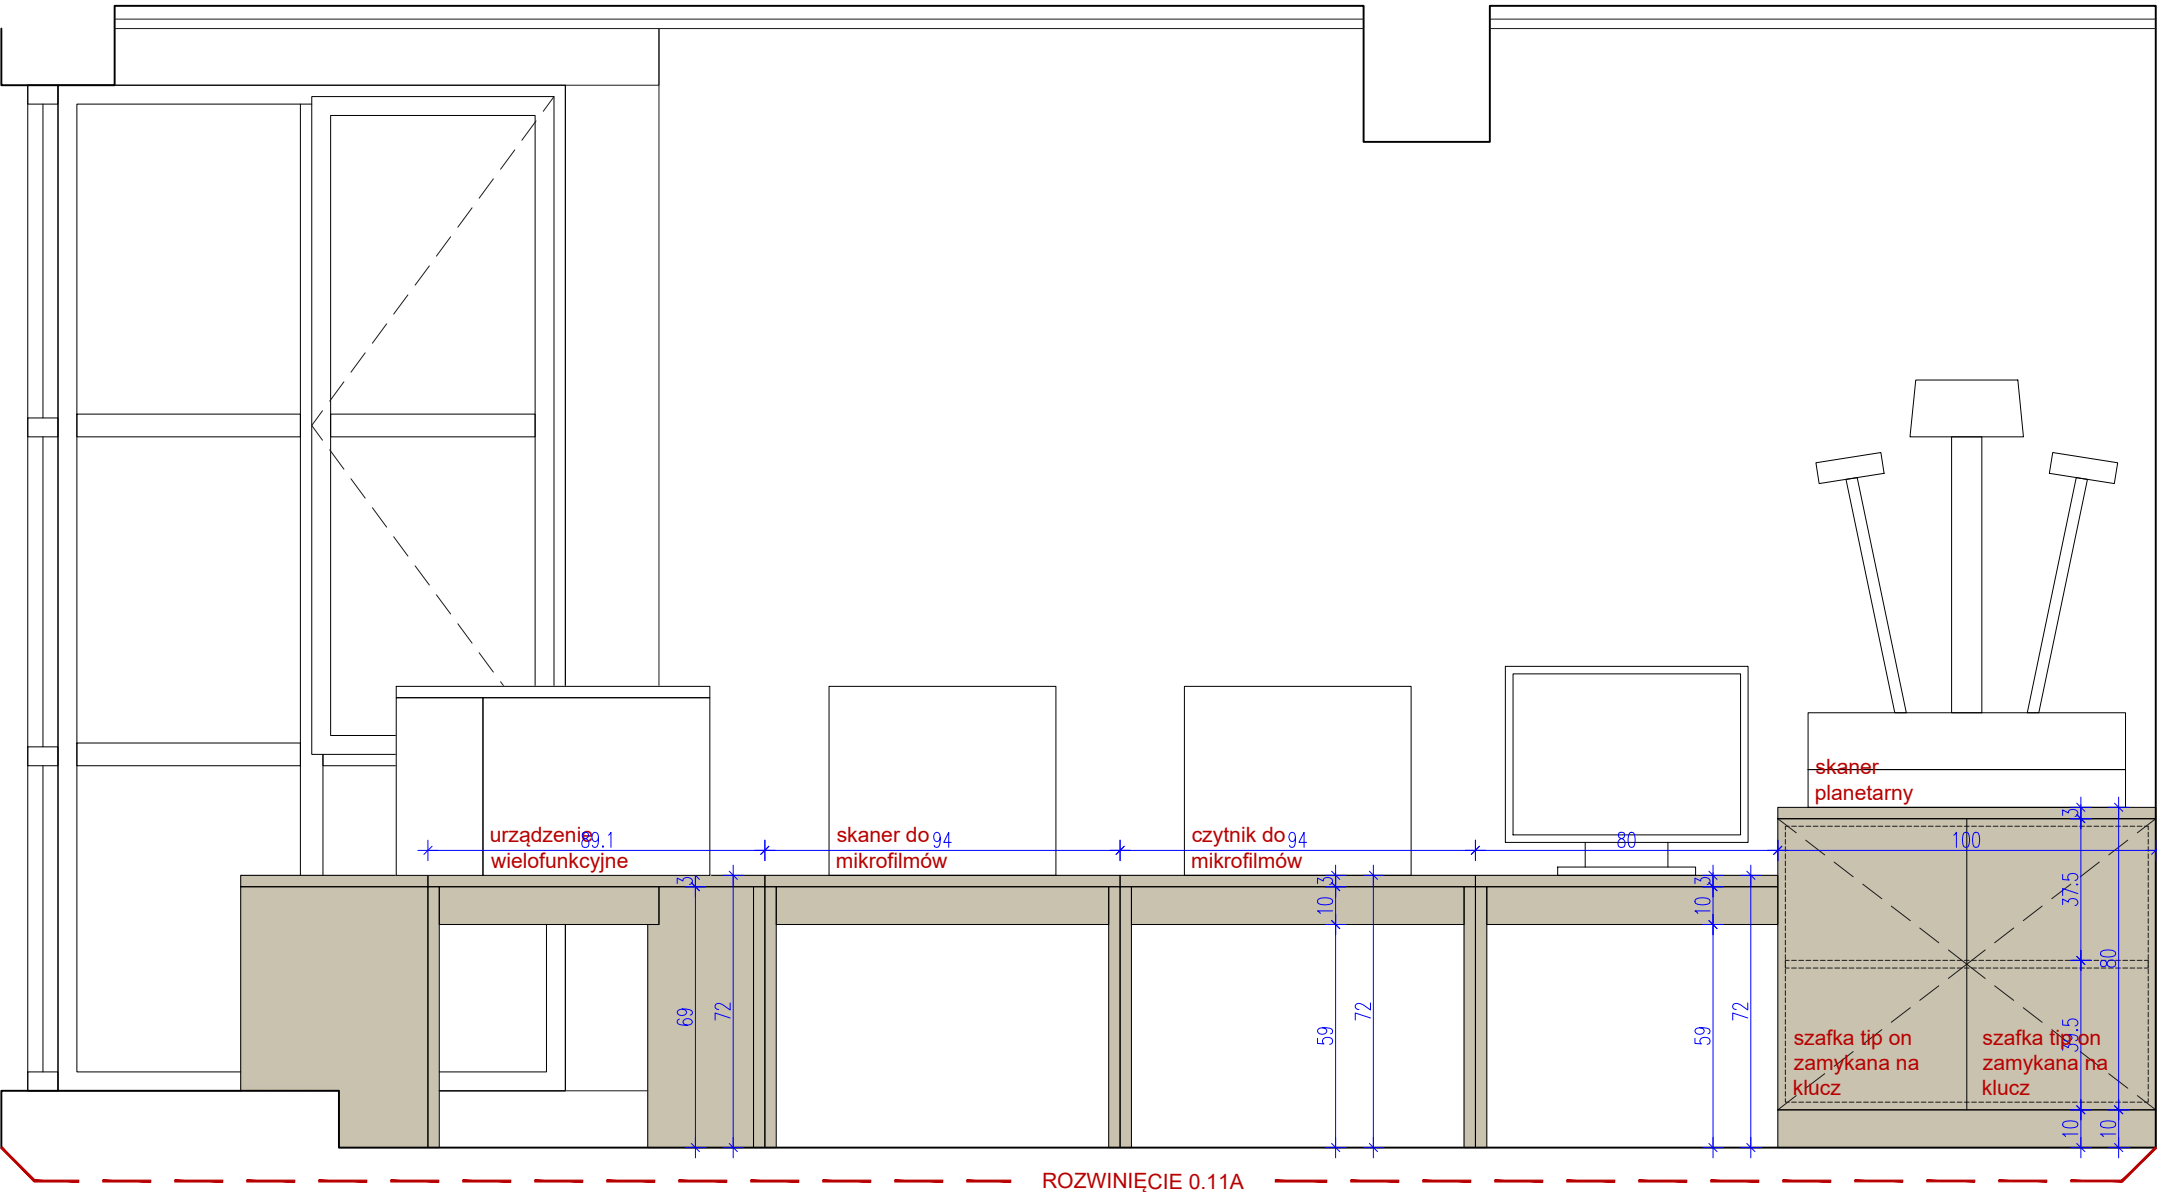 skaner
planetarny
3
urządzenie
wielofunkcyjne
89.1
skaner do
mikrofilmów
94
czytnik do
mikrofilmów
94
80
100
3
3
3
10
10
37.5
80
69
72
59
72
59
72
szafka tip on
zamykana na
klucz
szafka tip on
zamykana na
klucz
10
10
ROZWINIĘCIE 0.11A